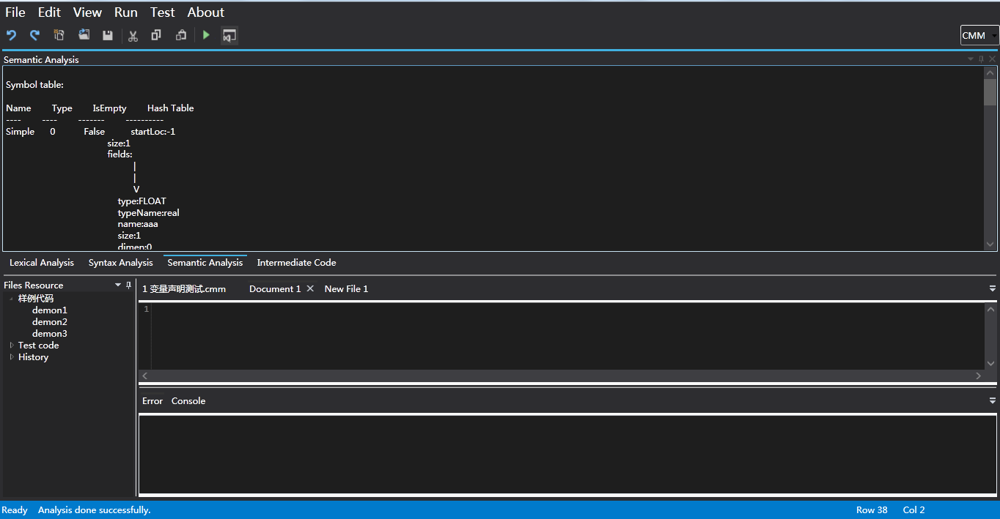 File Edit View Run Test About
CMM
Semantic Analysis
Symbol table:
Name Type IsEmpty Hash Table
---- ---- ------- ----------
Simple 0 False startLoc:-1
size:1
fields:
|
|
V
type:FLOAT
typeName:real
name:aaa
size:1
dimen:0
Lexical Analysis Syntax Analysis Semantic Analysis Intermediate Code
Files Resource
样例代码
demon1
demon2
demon3
Test code
History
1 变量声明测试.cmm Document 1 New File 1
1
Error Console
Ready Analysis done successfully. Row 38 Col 2